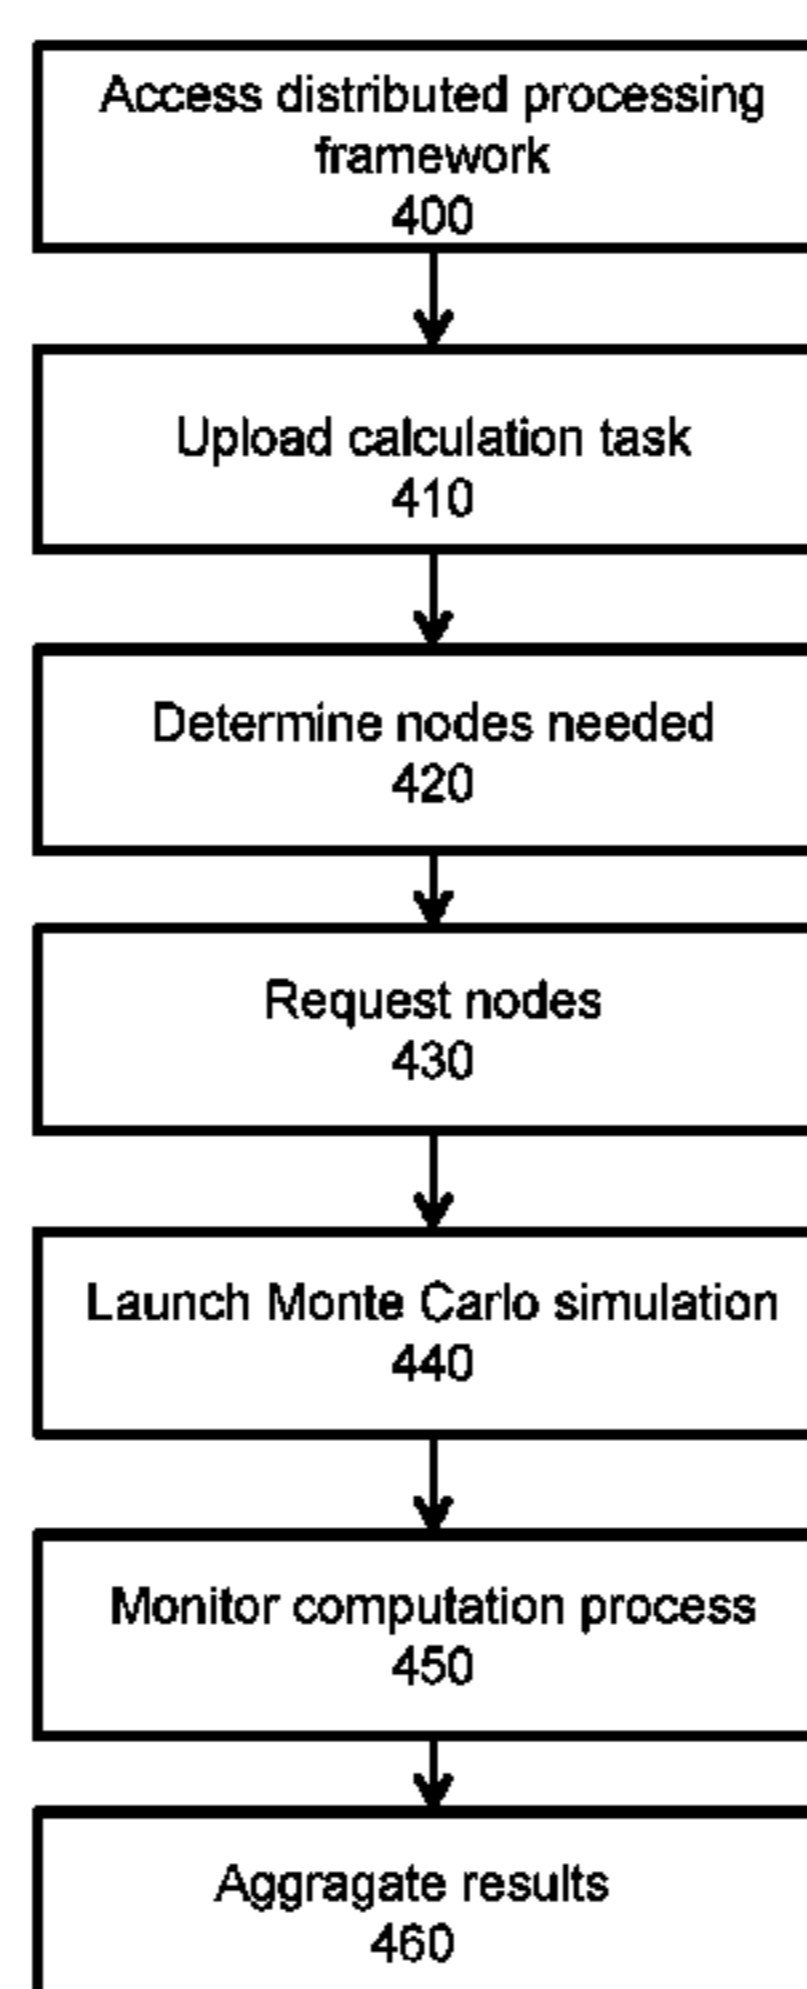 Access distributed processing
framework
400
Upload calculation task
410
Determine nodes needed
420
Request nodes
430
Launch Monte Carlo simulation
440
Monitor computation process
450
Aggragate results
460